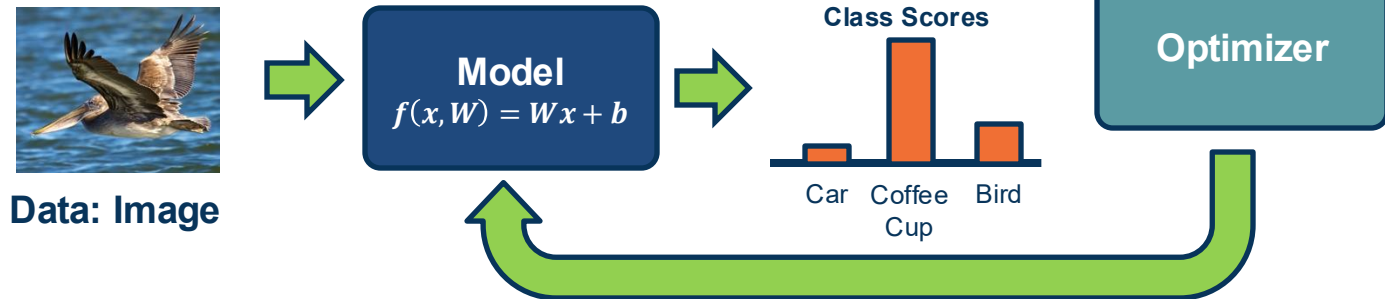 Class Scores
Optimizer
Model
f(x, W) = Wx + b
Car
Coffee
Cup
Bird
Data: Image